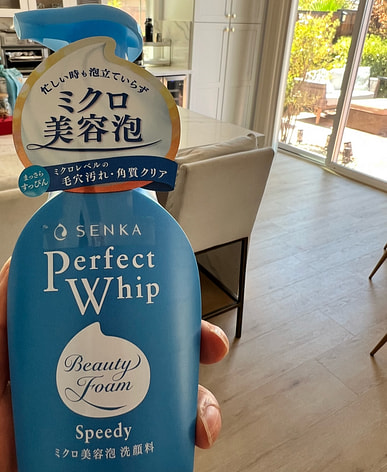 忙しい時も泡立ていらず
ミクロ
美容泡
まっさら
すっぴん
ミクロレベルの
毛穴汚れ・角質クリア
SENKA
Perfect
Whip
Beauty
Foam
Speedy
ミクロ美容泡 洗顔料